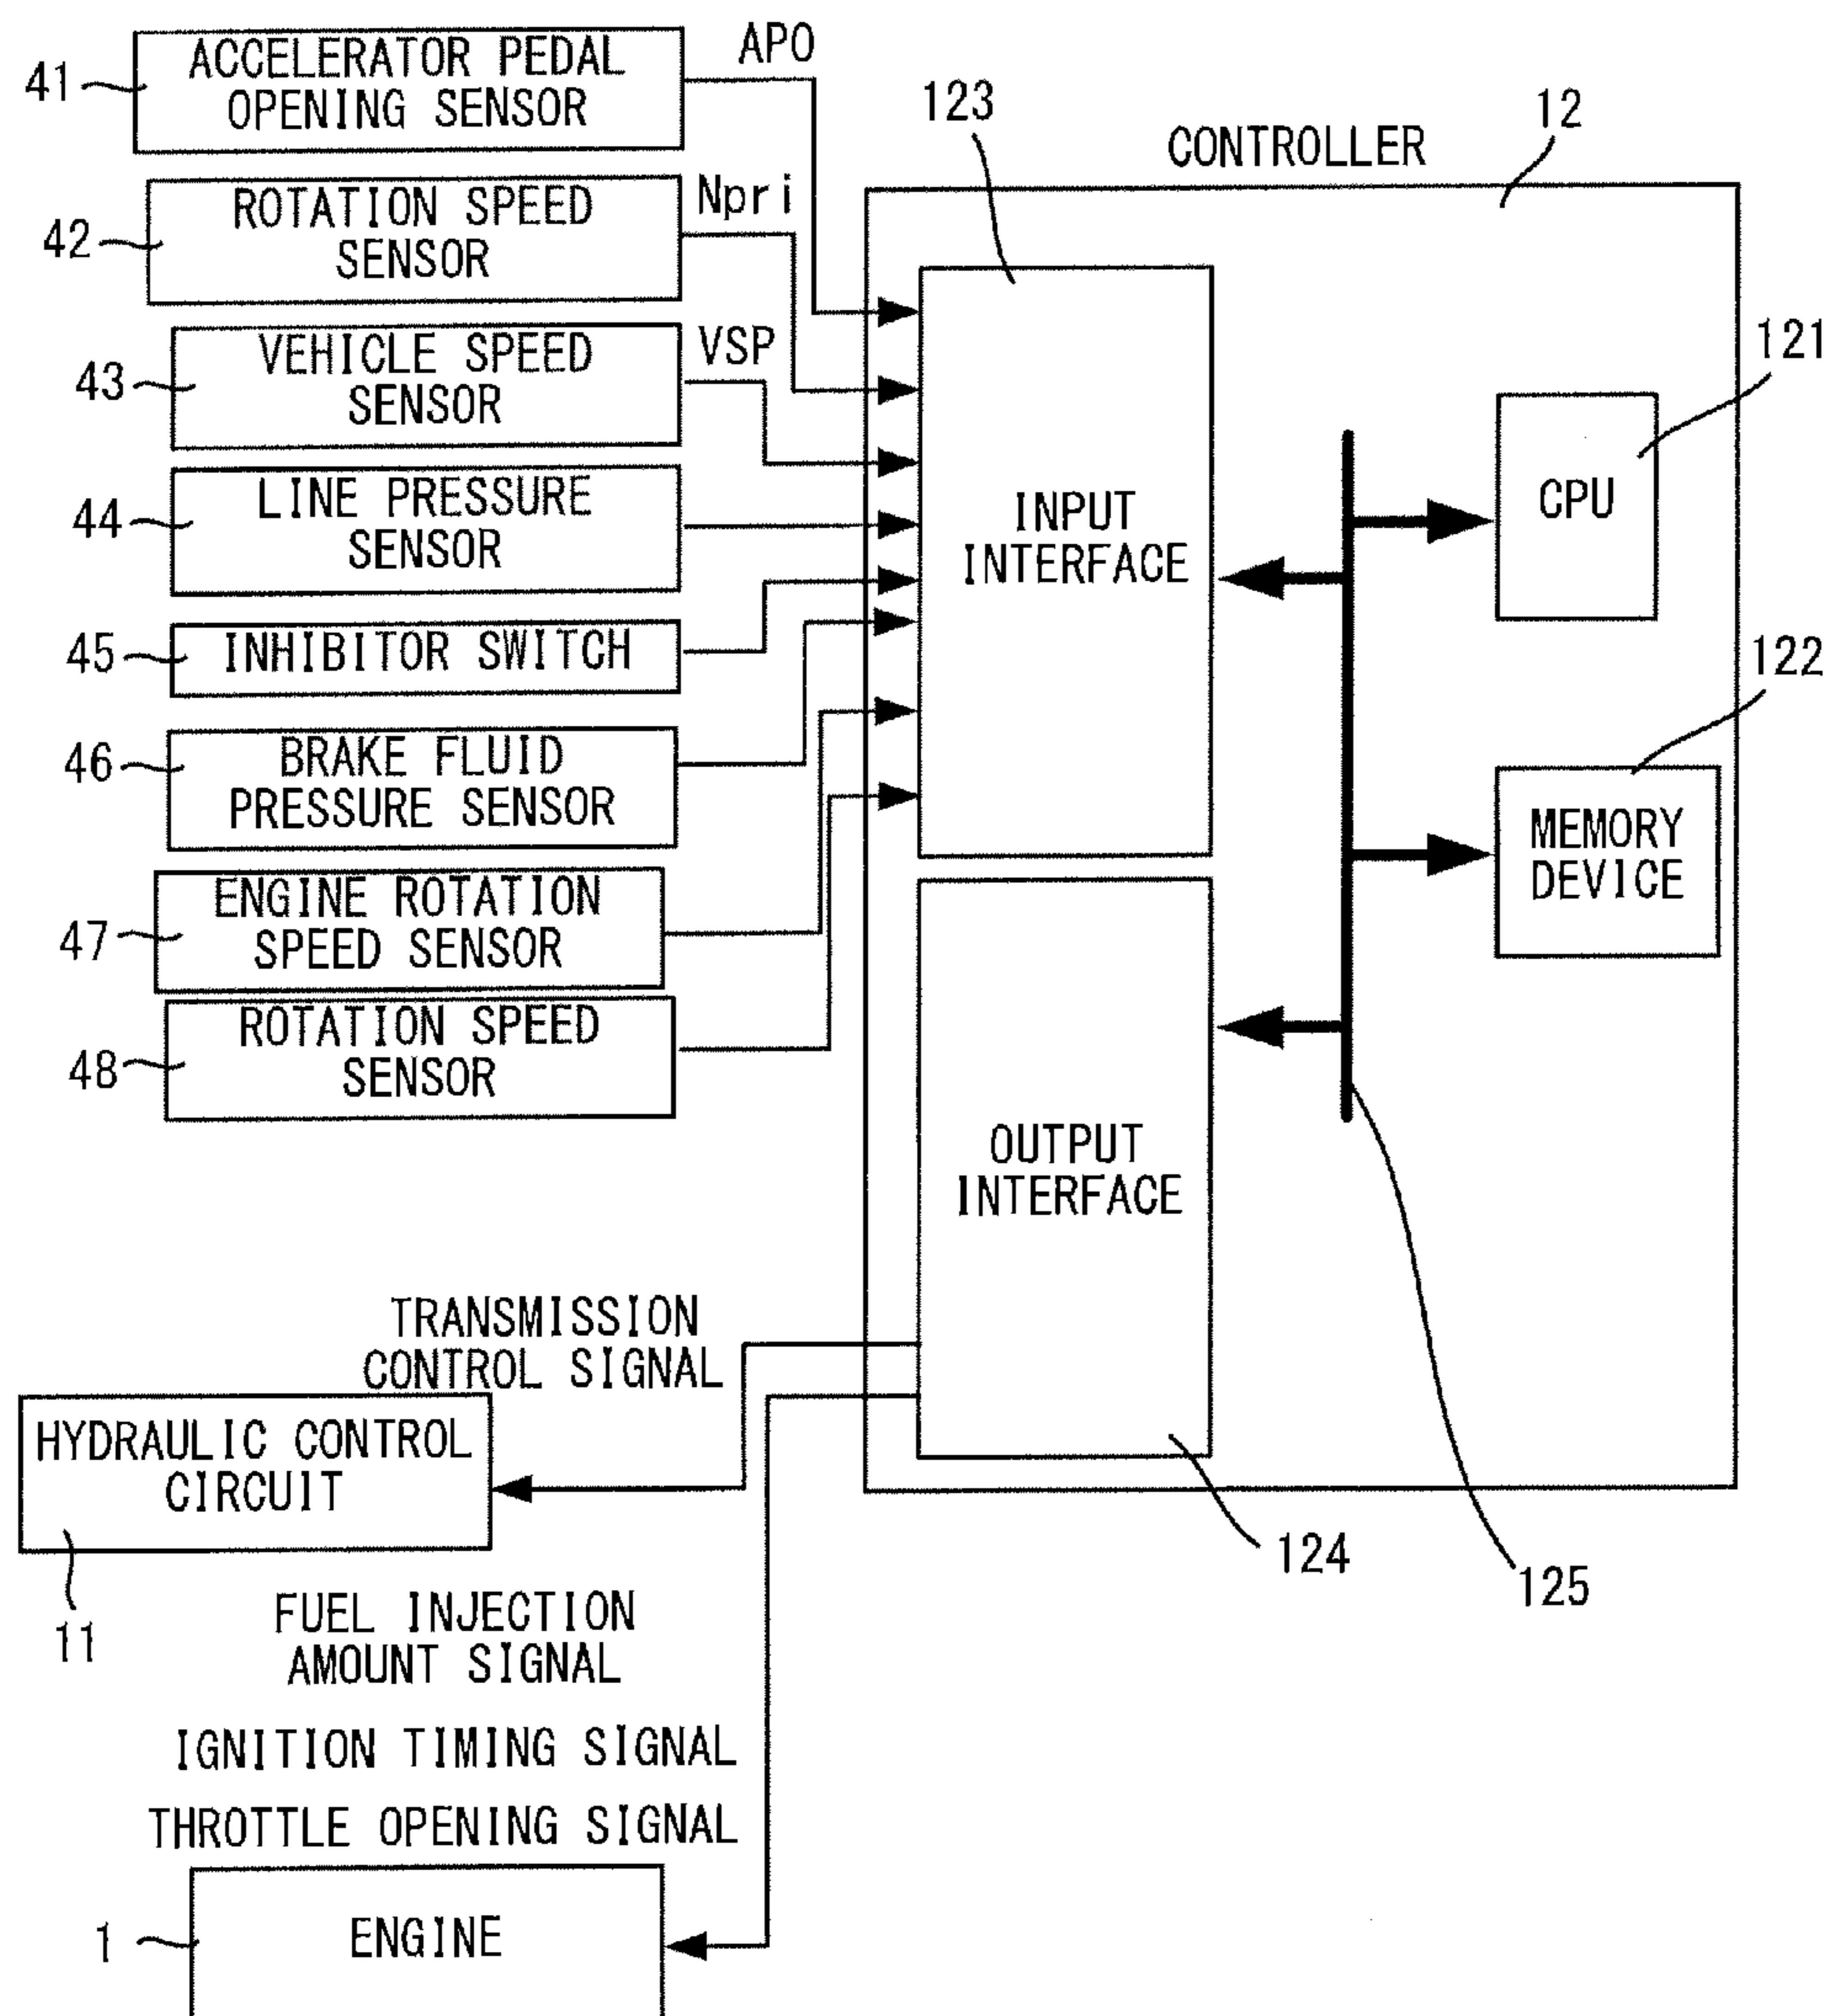 41
ACCELERATOR PEDAL
OPENING SENSOR
APO
42
ROTATION SPEED
SENSOR
Npri
43
VEHICLE SPEED
SENSOR
VSP
44
LINE PRESSURE
SENSOR
45
INHIBITOR SWITCH
46
BRAKE FLUID
PRESSURE SENSOR
47
ENGINE ROTATION
SPEED SENSOR
48
ROTATION SPEED
SENSOR
123
CONTROLLER
12
INPUT
INTERFACE
121
CPU
122
MEMORY
DEVICE
OUTPUT
INTERFACE
124
125
TRANSMISSION
CONTROL SIGNAL
HYDRAULIC CONTROL
CIRCUIT
11
FUEL INJECTION
AMOUNT SIGNAL
IGNITION TIMING SIGNAL
THROTTLE OPENING SIGNAL
1
ENGINE